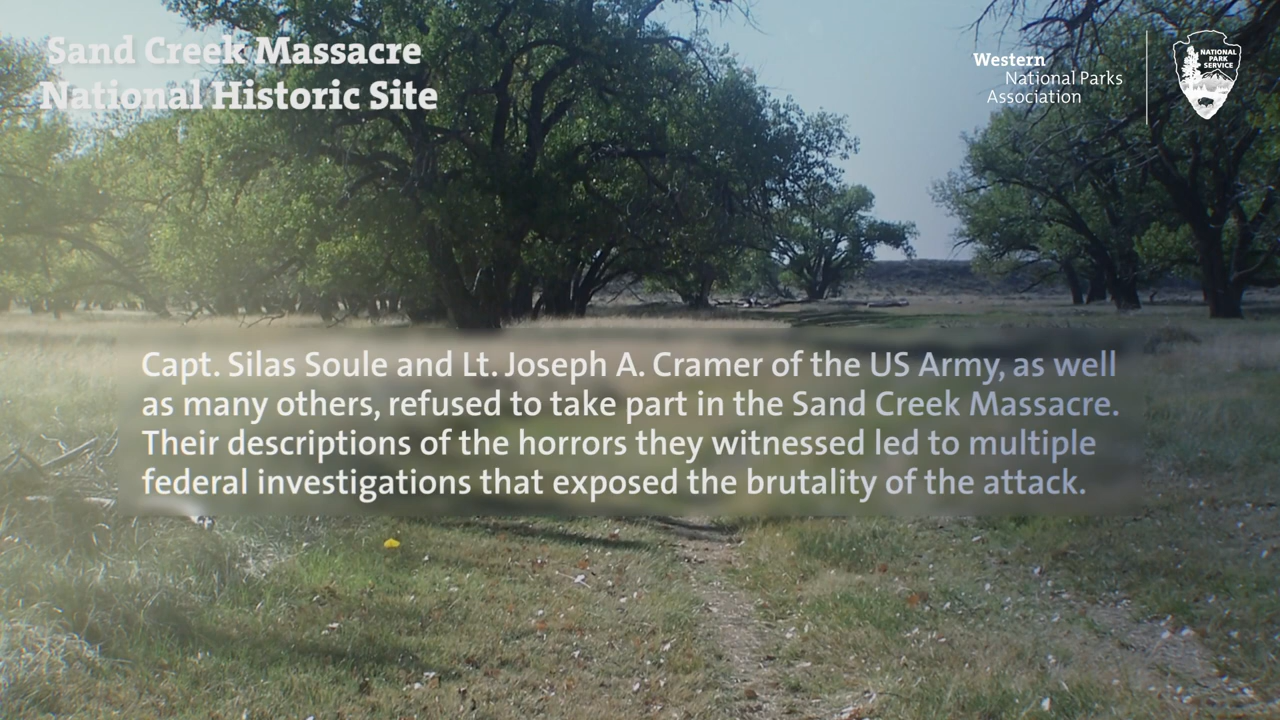 Sand Creek Massacre
National Historic Site
Western
National Parks
Association
NATIONAL
PARK
SERVICE
Capt. Silas Soule and Lt. Joseph A. Cramer of the US Army, as well
as many others, refused to take part in the Sand Creek Massacre.
Their descriptions of the horrors they witnessed led to multiple
federal investigations that exposed the brutality of the attack.